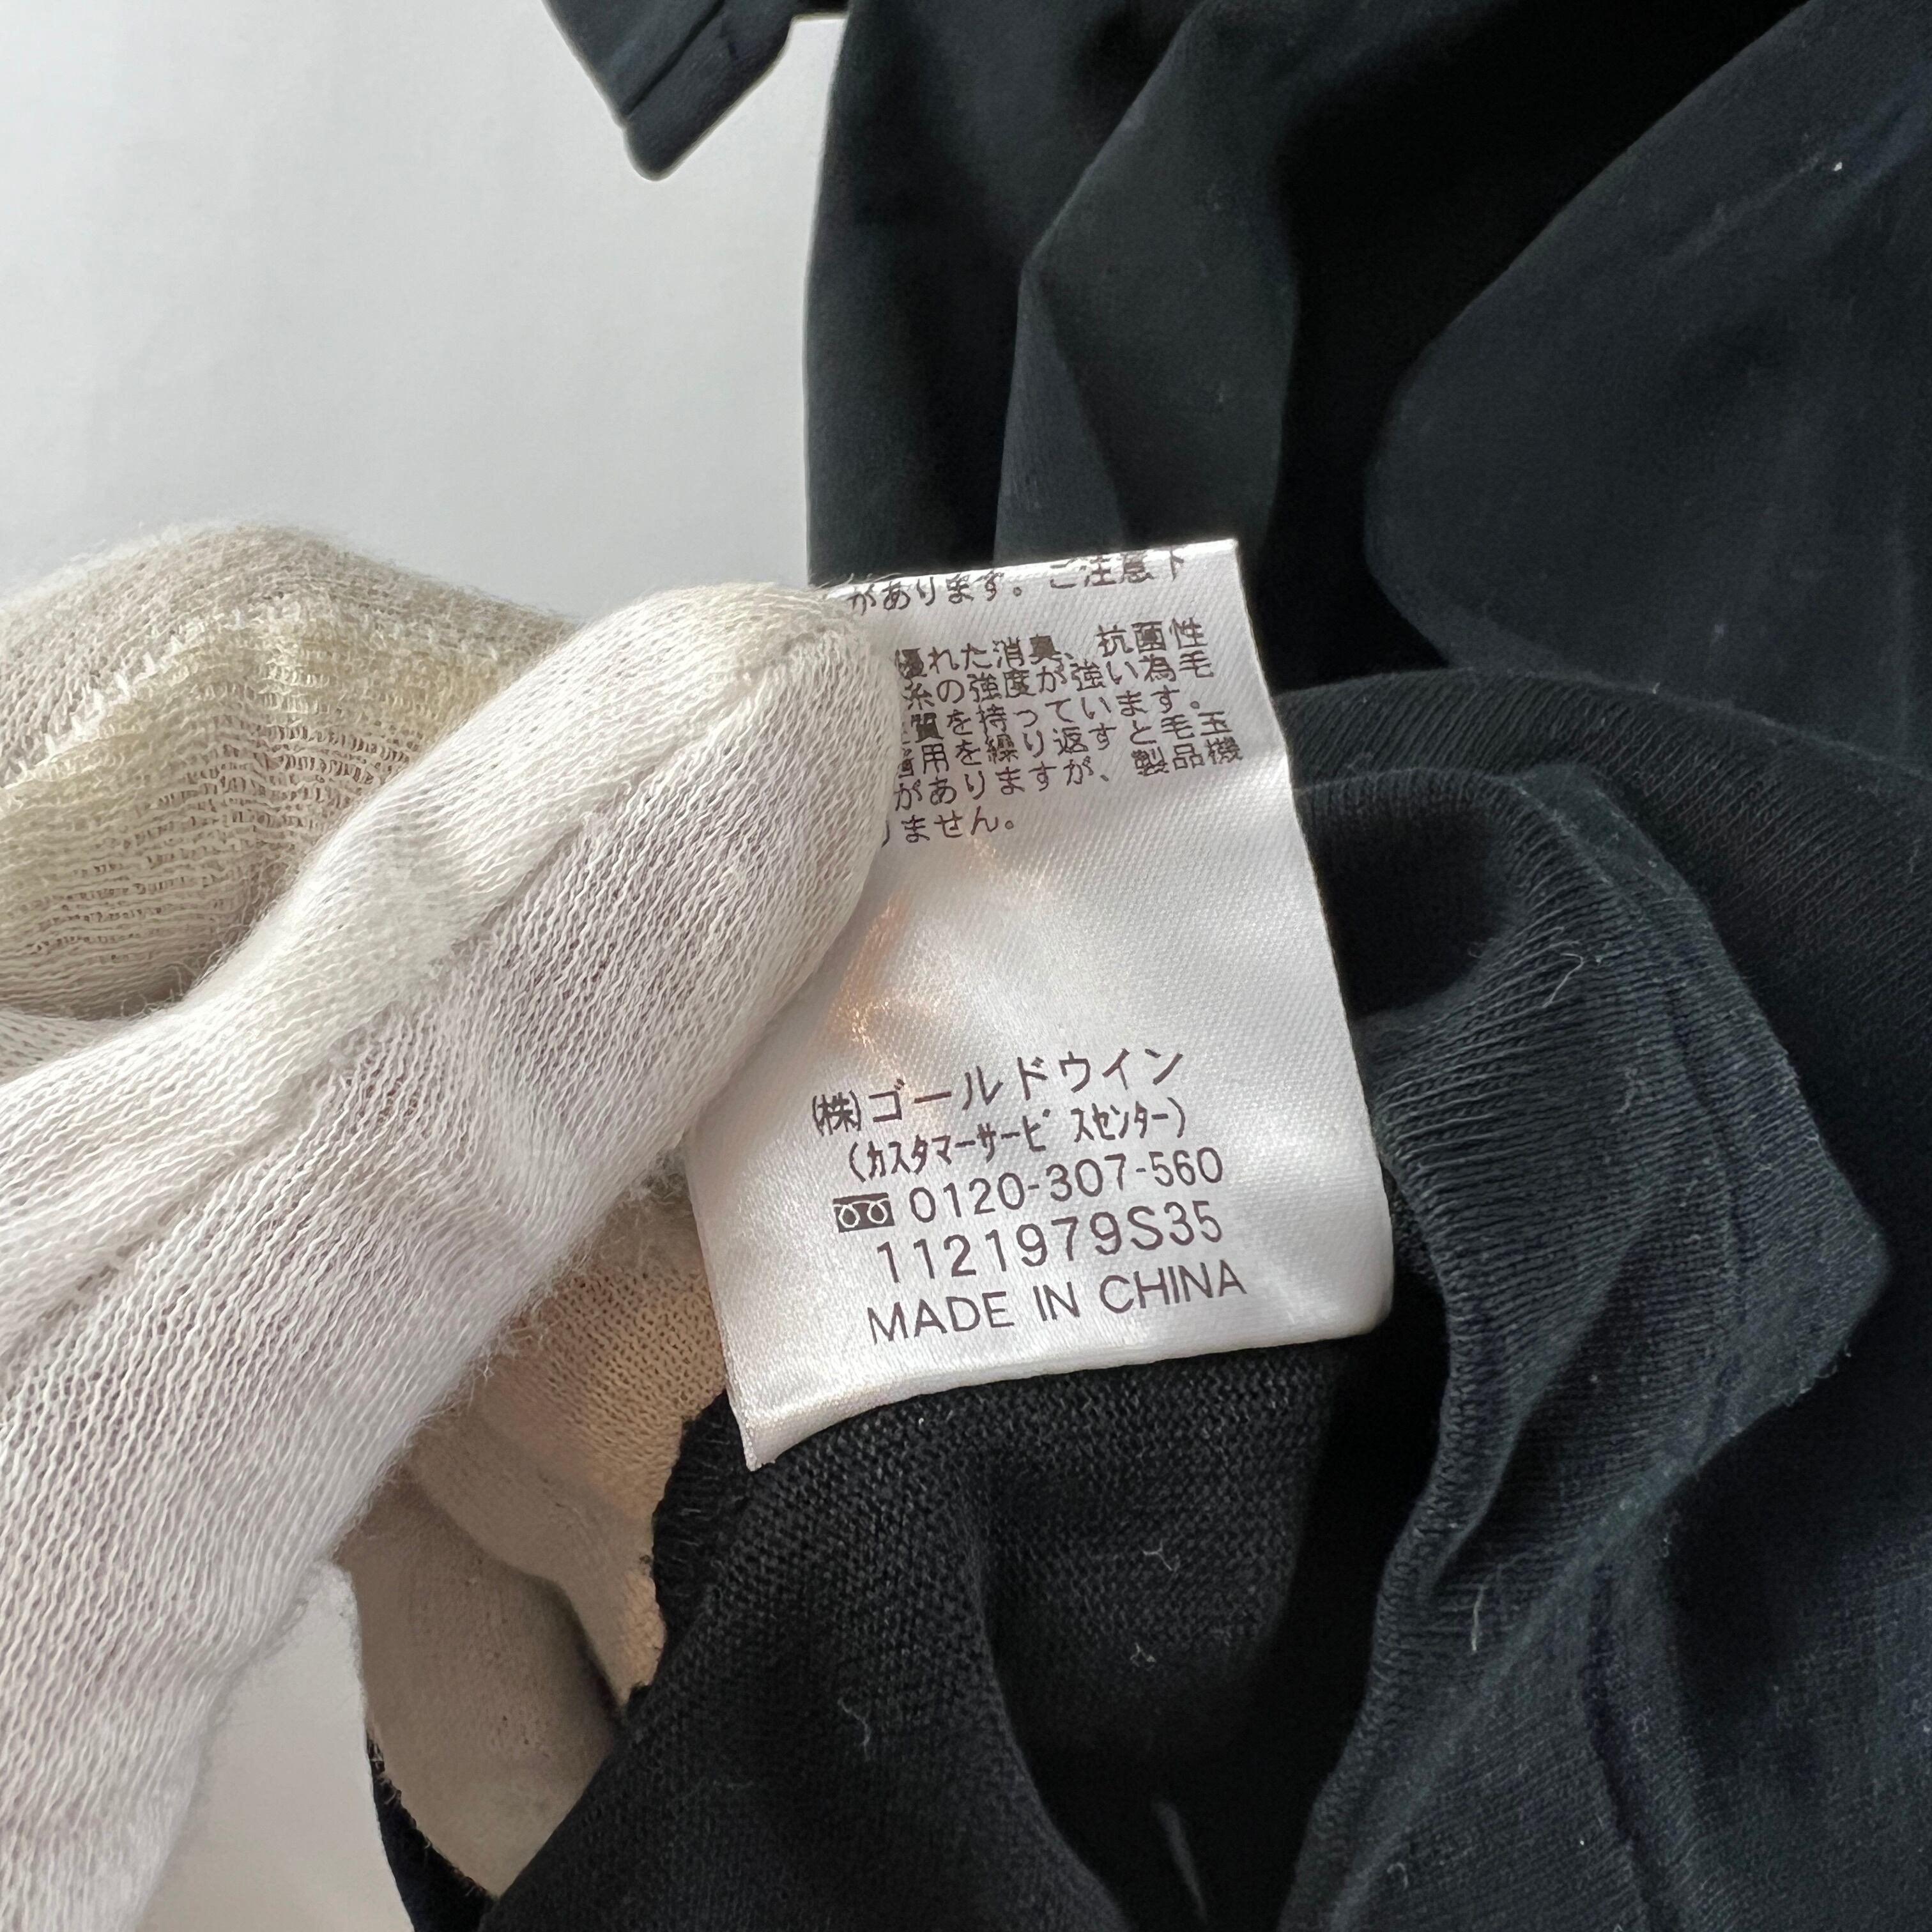 があります。ご注意下
優れた消臭、抗菌性
糸の強度が強い為毛
質を持っています。
着用を繰り返すと毛玉
がありますが、製品機
ません。
(株)ゴールドウイン
(カスタマーサービスセンター)
0120-307-560
1121979S35
MADE IN CHINA